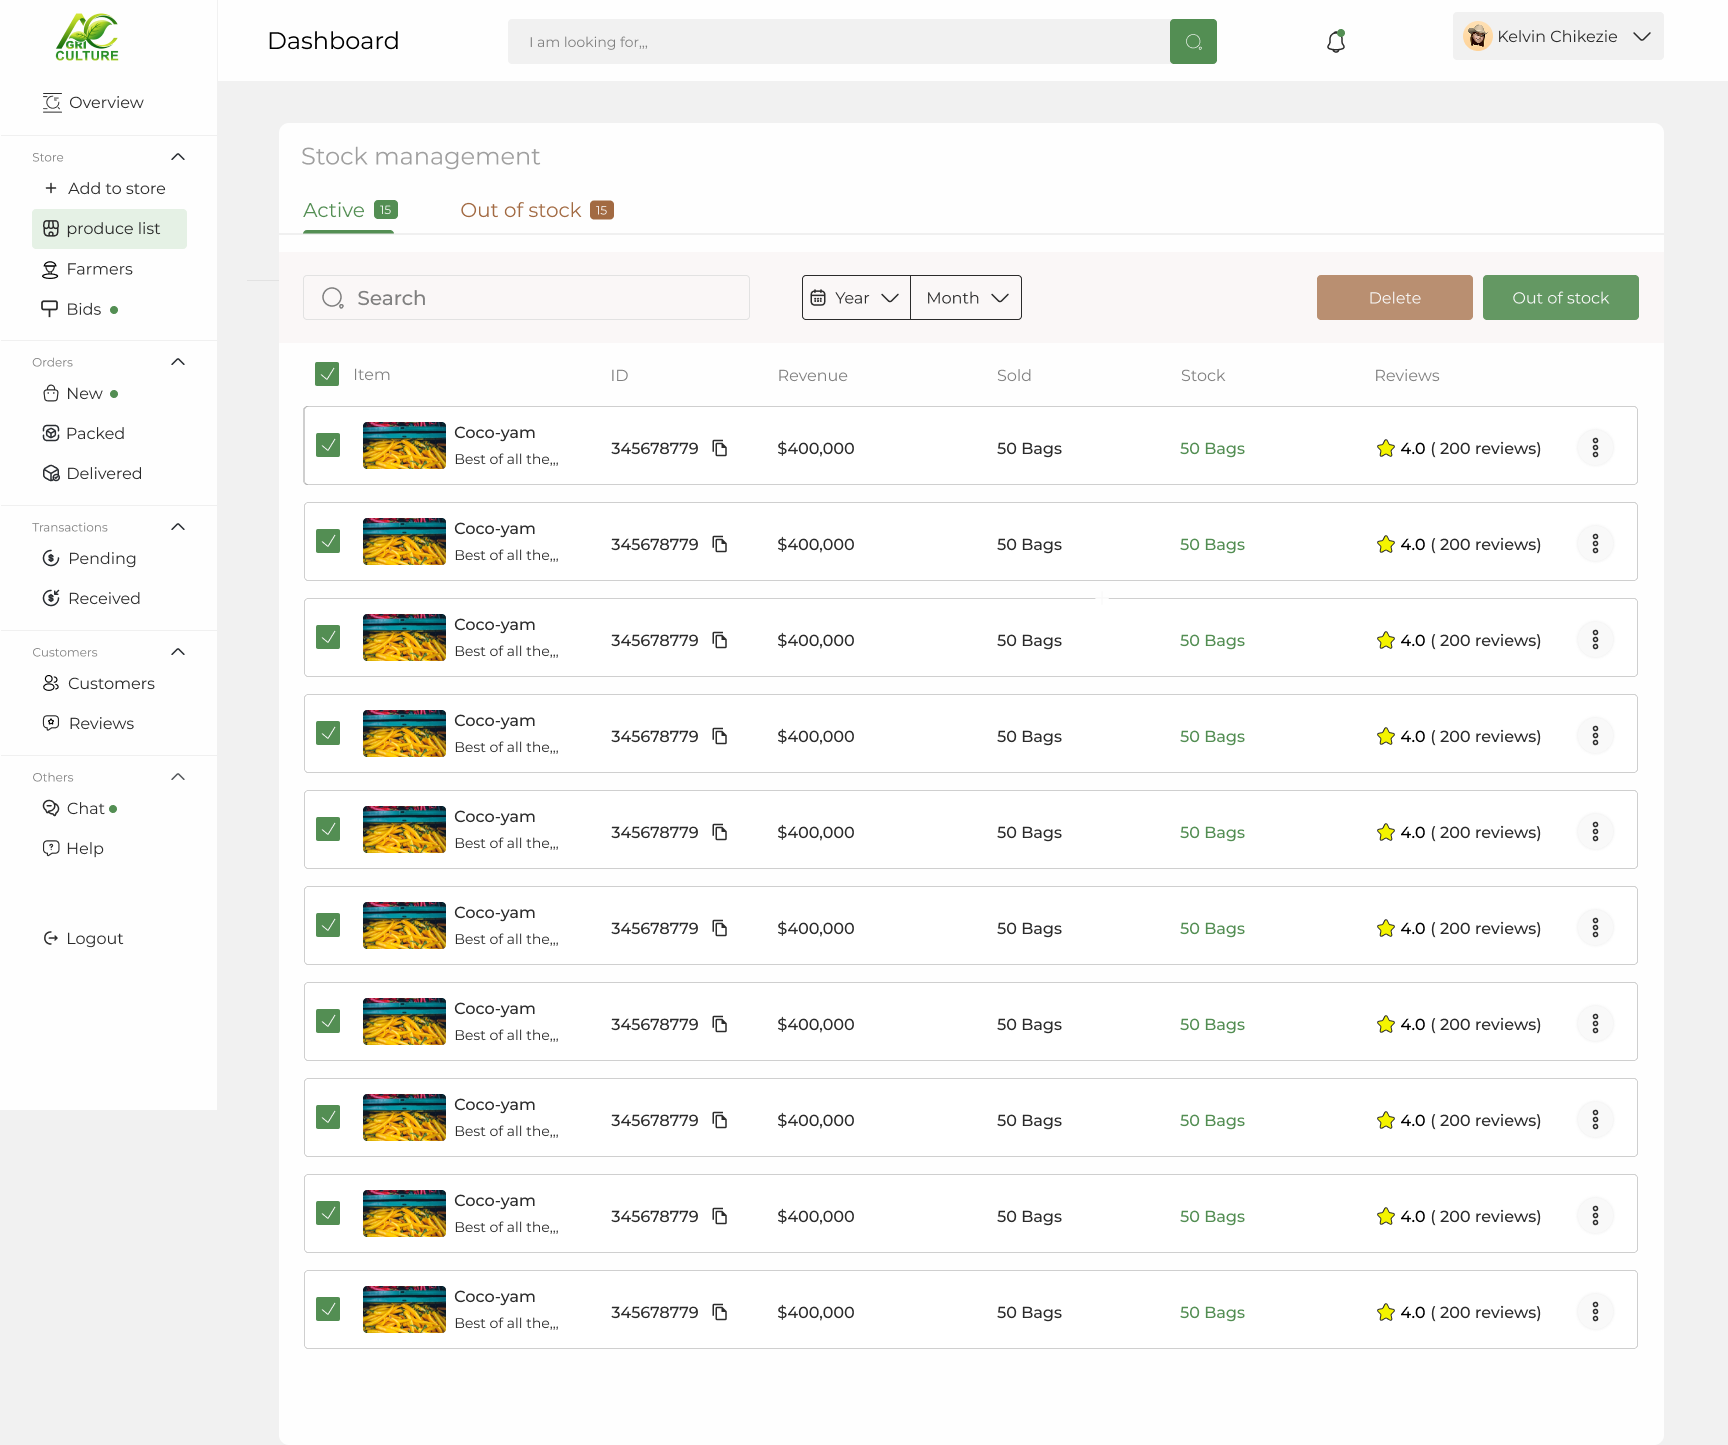 AGRIC
CULTURE
Dashboard
I am looking for,,,
Kelvin Chikezie
Overview
Store
Add to store
produce list
Farmers
Bids
Orders
New
Packed
Delivered
Transactions
Pending
Received
Customers
Customers
Reviews
Others
Chat
Help
Logout
Stock management
Active 15 Out of stock 15
Search
Year Month
Delete Out of stock
Item ID Revenue Sold Stock Reviews
Coco-yam
Best of all the,,,
345678779 $400,000 50 Bags 50 Bags 4.0 ( 200 reviews)
Coco-yam
Best of all the,,,
345678779 $400,000 50 Bags 50 Bags 4.0 ( 200 reviews)
Coco-yam
Best of all the,,,
345678779 $400,000 50 Bags 50 Bags 4.0 ( 200 reviews)
Coco-yam
Best of all the,,,
345678779 $400,000 50 Bags 50 Bags 4.0 ( 200 reviews)
Coco-yam
Best of all the,,,
345678779 $400,000 50 Bags 50 Bags 4.0 ( 200 reviews)
Coco-yam
Best of all the,,,
345678779 $400,000 50 Bags 50 Bags 4.0 ( 200 reviews)
Coco-yam
Best of all the,,,
345678779 $400,000 50 Bags 50 Bags 4.0 ( 200 reviews)
Coco-yam
Best of all the,,,
345678779 $400,000 50 Bags 50 Bags 4.0 ( 200 reviews)
Coco-yam
Best of all the,,,
345678779 $400,000 50 Bags 50 Bags 4.0 ( 200 reviews)
Coco-yam
Best of all the,,,
345678779 $400,000 50 Bags 50 Bags 4.0 ( 200 reviews)